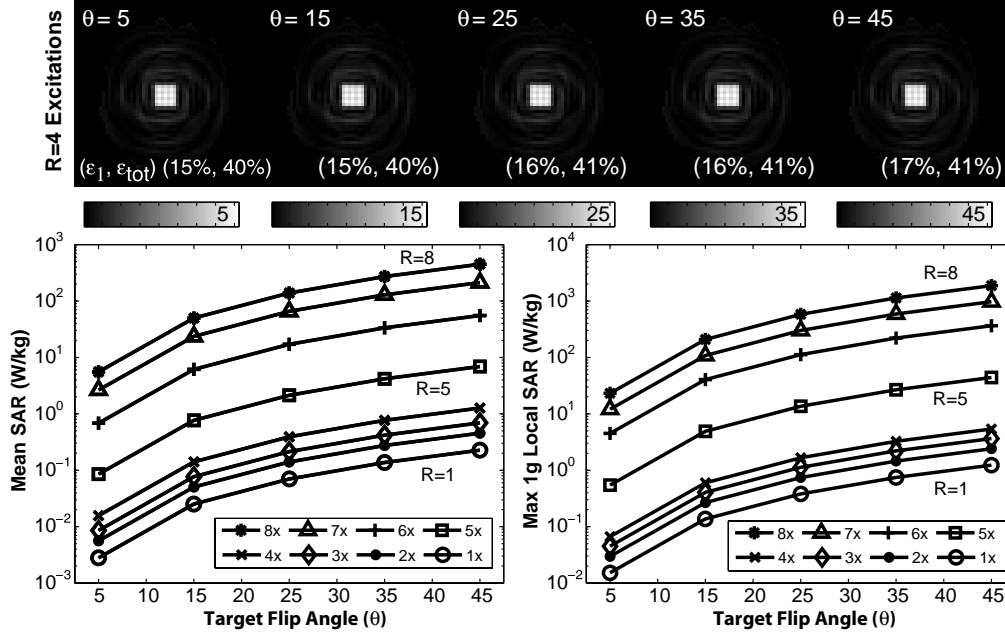 R=4 Excitations
θ = 5
θ = 15
θ = 25
θ = 35
θ = 45
(ε1, εtot) (15%, 40%)
(15%, 40%)
(16%, 41%)
(16%, 41%)
(17%, 41%)
5
15
25
35
45
Mean SAR (W/kg)
10^3
10^2
10^1
10^0
10^-1
10^-2
10^-3
R=8
R=5
R=1
8x 7x 6x 5x
4x 3x 2x 1x
5 10 15 20 25 30 35 40 45
Target Flip Angle (θ)
Max 1g Local SAR (W/kg)
10^4
10^3
10^2
10^1
10^0
10^-1
10^-2
R=8
R=5
R=1
8x 7x 6x 5x
4x 3x 2x 1x
5 10 15 20 25 30 35 40 45
Target Flip Angle (θ)